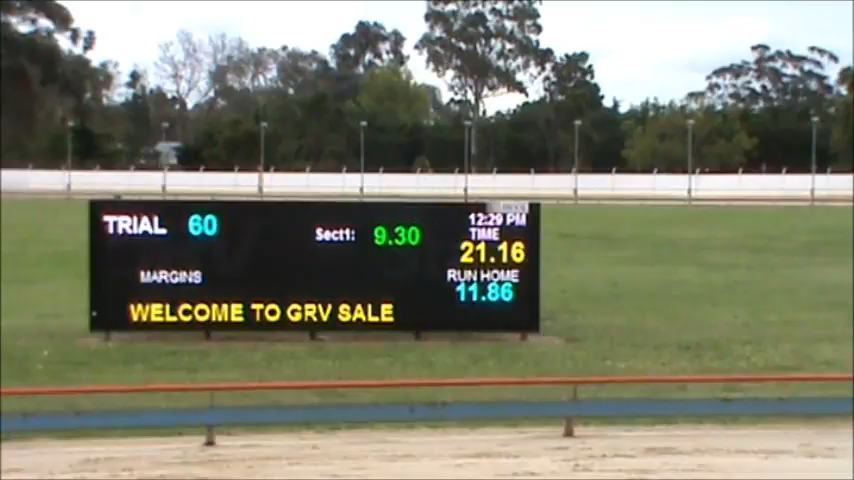 12:29 PM
TRIAL 60
Sect1: 9.30
TIME
21.16
RUN HOME
MARGINS
11.86
WELCOME TO GRV SALE